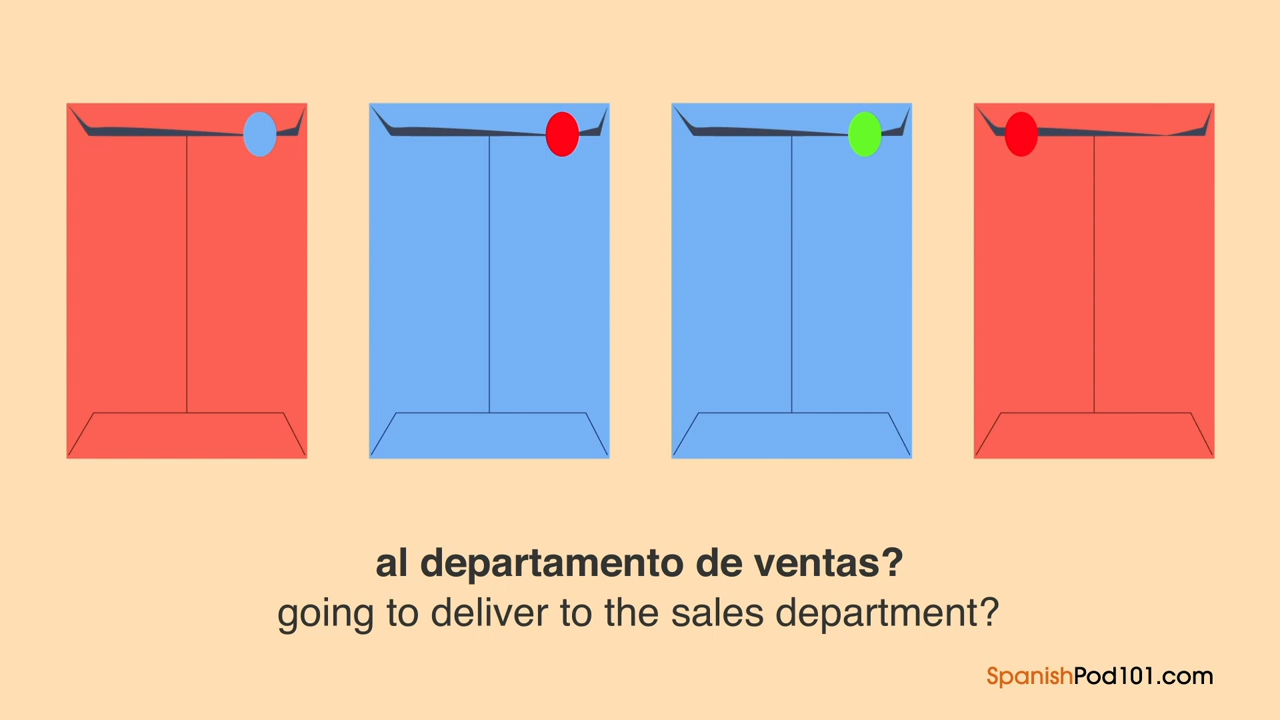 al departamento de ventas?
going to deliver to the sales department?
SpanishPod101.com